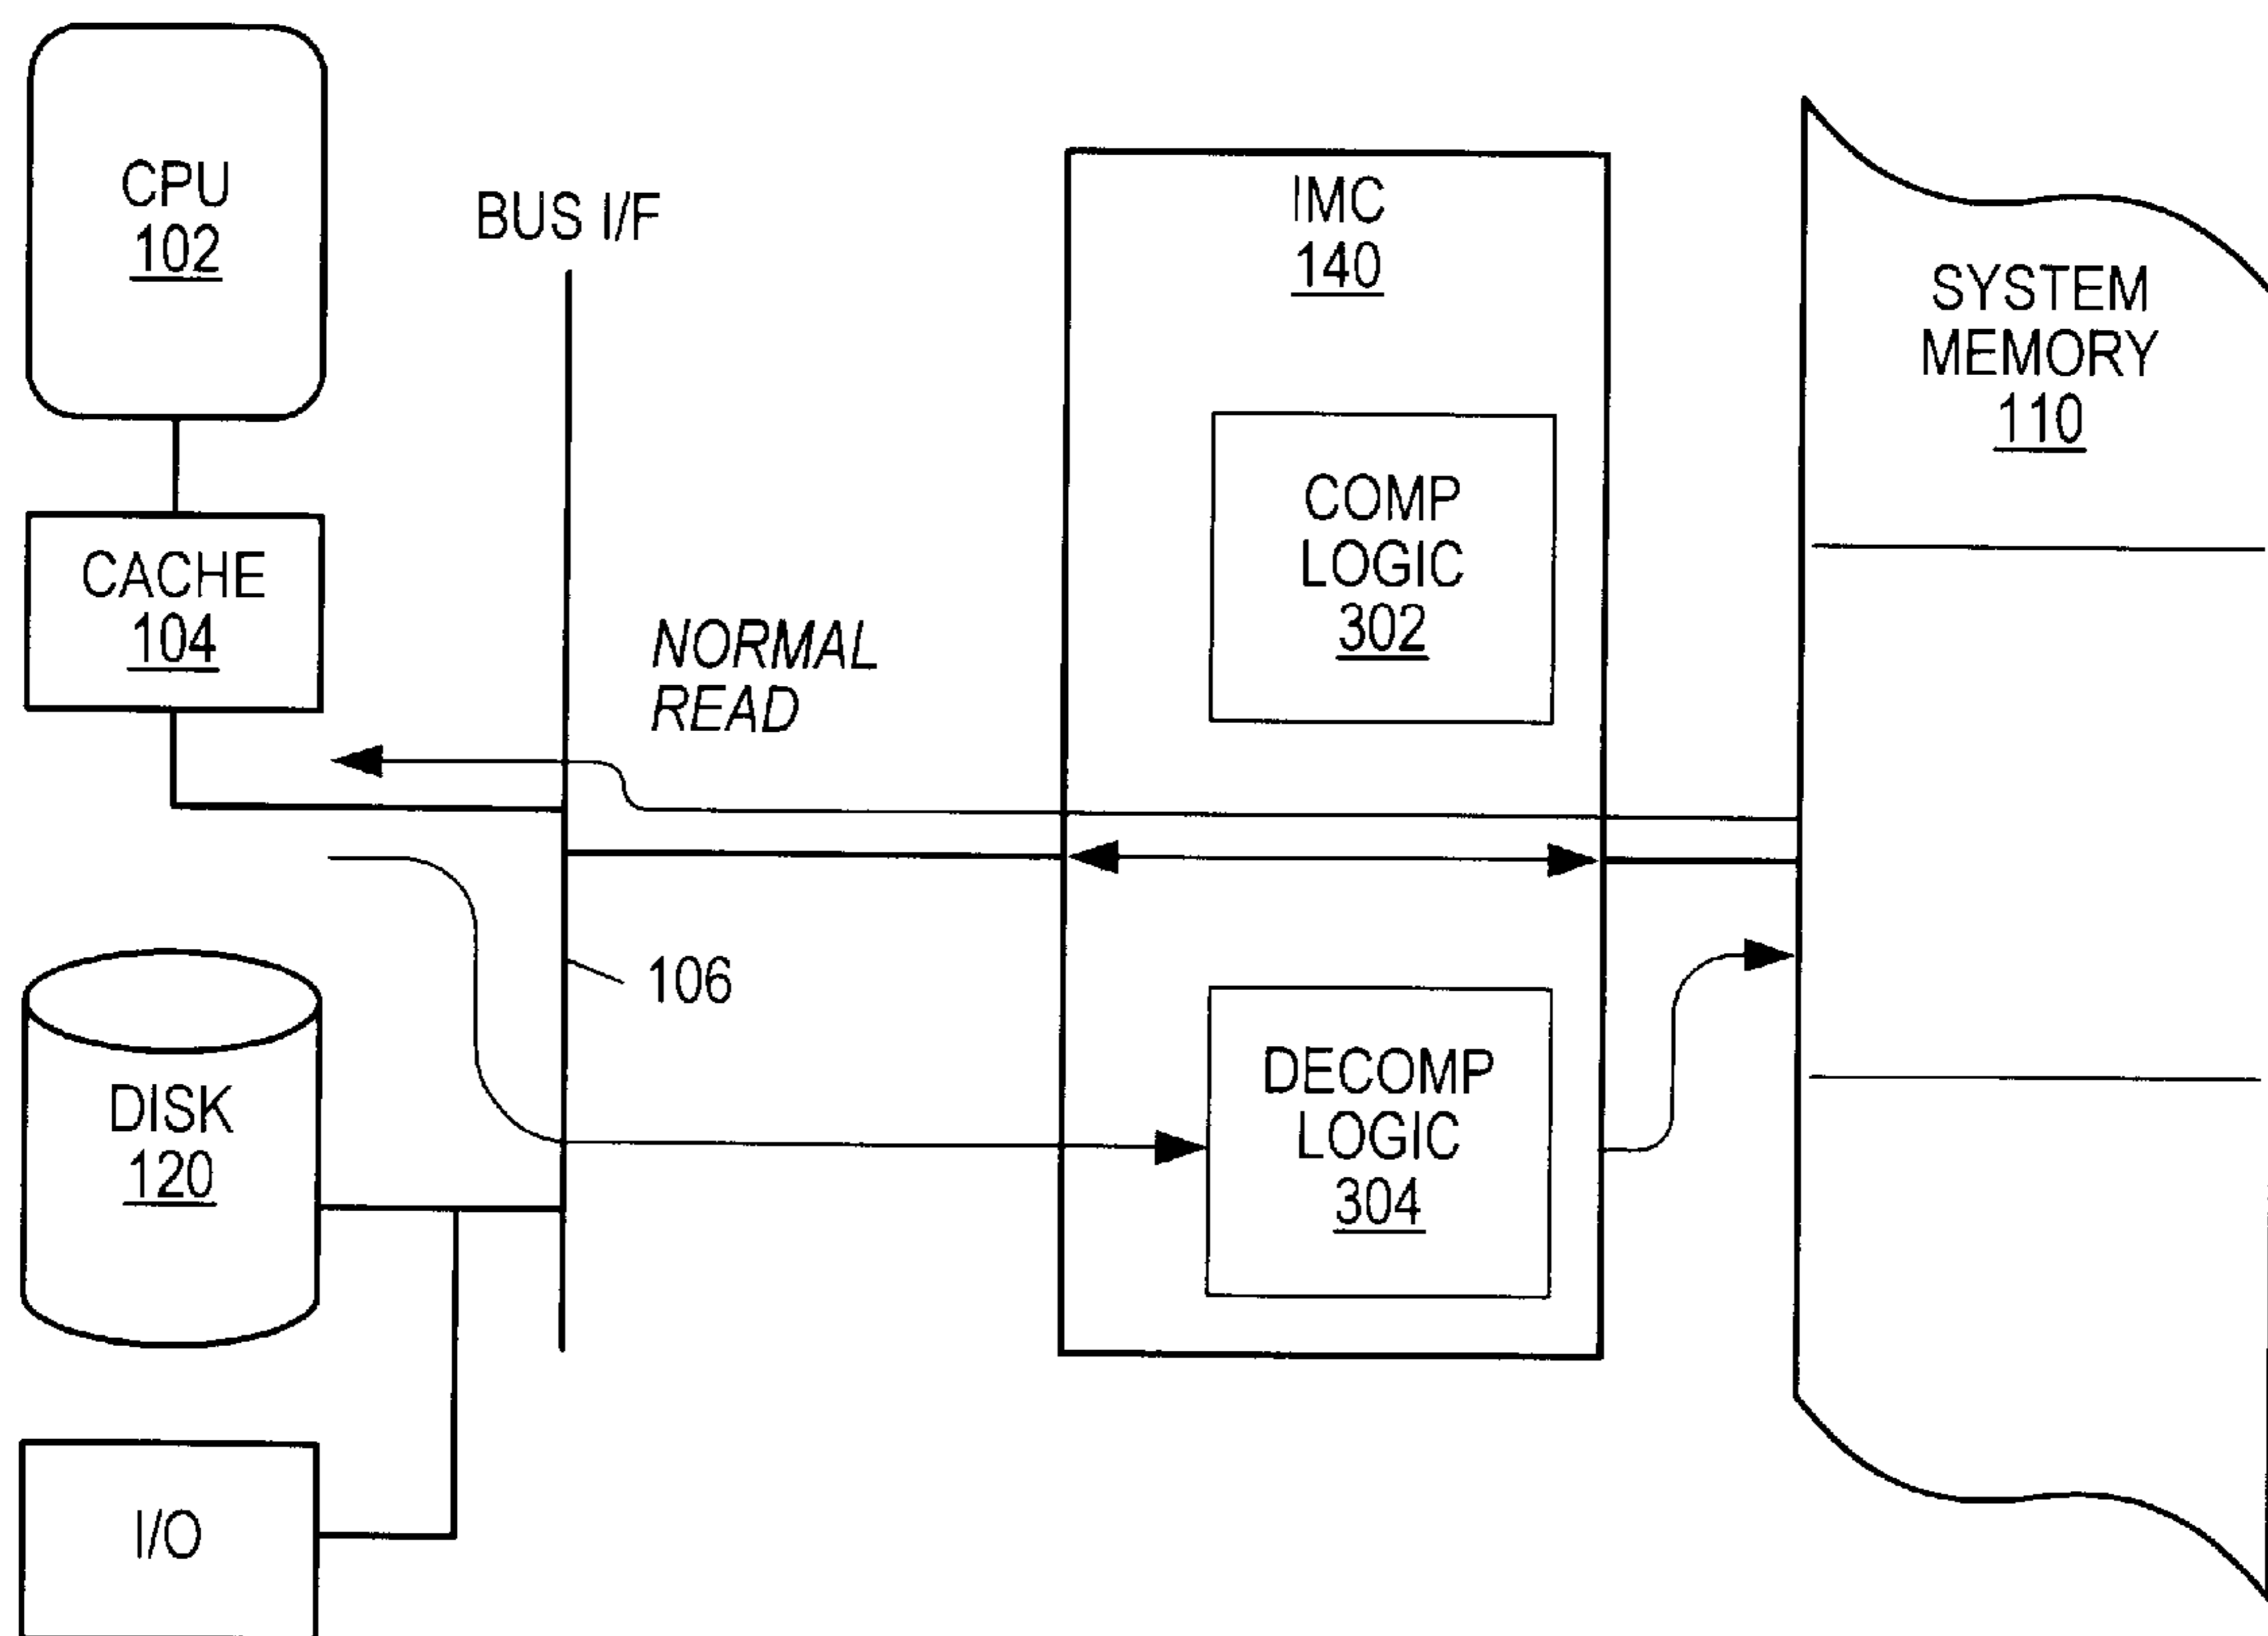 CPU
102
BUS I/F
IMC
140
SYSTEM
MEMORY
110
COMP
LOGIC
302
CACHE
104
NORMAL
READ
106
DISK
120
DECOMP
LOGIC
304
I/O